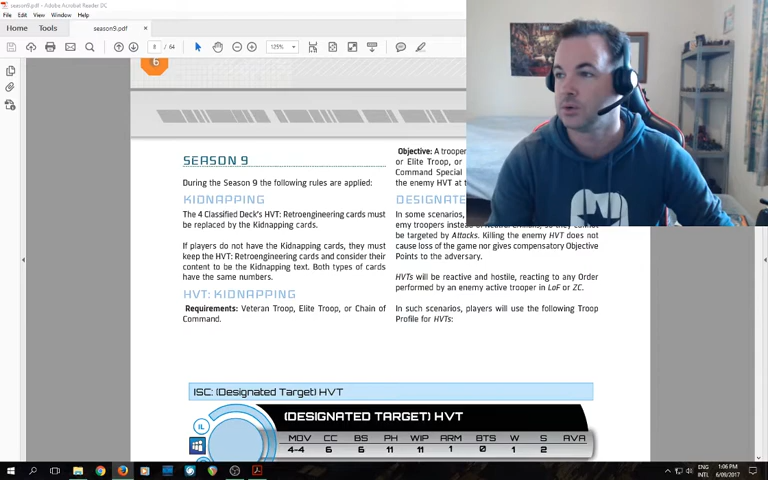 season9.pdf - Adobe Acrobat Reader DC
File Edit View Window Help
Home Tools season9.pdf ×
8 / 64 125%
6
SEASON 9
During the Season 9 the following rules are applied:
KIDNAPPING
The 4 Classified Deck's HVT: Retroengineering cards must
be replaced by the Kidnapping cards.
If players do not have the Kidnapping cards, they must
keep the HVT: Retroengineering cards and consider their
content to be the Kidnapping text. Both types of cards
have the same numbers.
HVT: KIDNAPPING
Requirements: Veteran Troop, Elite Troop, or Chain of
Command.
Objective: A trooper
or Elite Troop, or
Command Special
the enemy HVT at
DESIGNATE
In some scenarios,
emy troopers instead
be targeted by Attacks. Killing the enemy HVT does not
cause loss of the game nor gives compensatory Objective
Points to the adversary.
HVTs will be reactive and hostile, reacting to any Order
performed by an enemy active trooper in LoF or ZC.
In such scenarios, players will use the following Troop
Profile for HVTs:
ISC: (Designated Target) HVT
(DESIGNATED TARGET) HVT
IL
MOV CC BS PH WIP ARM BTS W S AVA
4-4 6 6 11 11 1 0 1 2
ENG
INTL
1:06 PM
6/09/2017